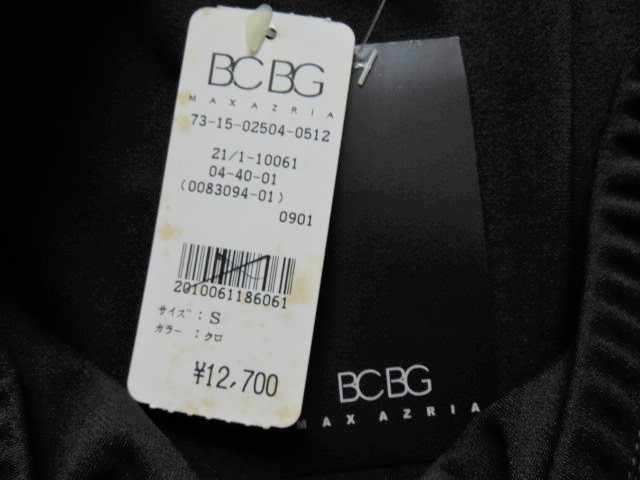 BCBG
MAXAZRIA
73-15-02504-0512
21/1-10061
04-40-01
(0083094-01)
0901
2010061186061
サイズ : S
カラー : クロ
¥12,700
BCBG
MAX AZRIA